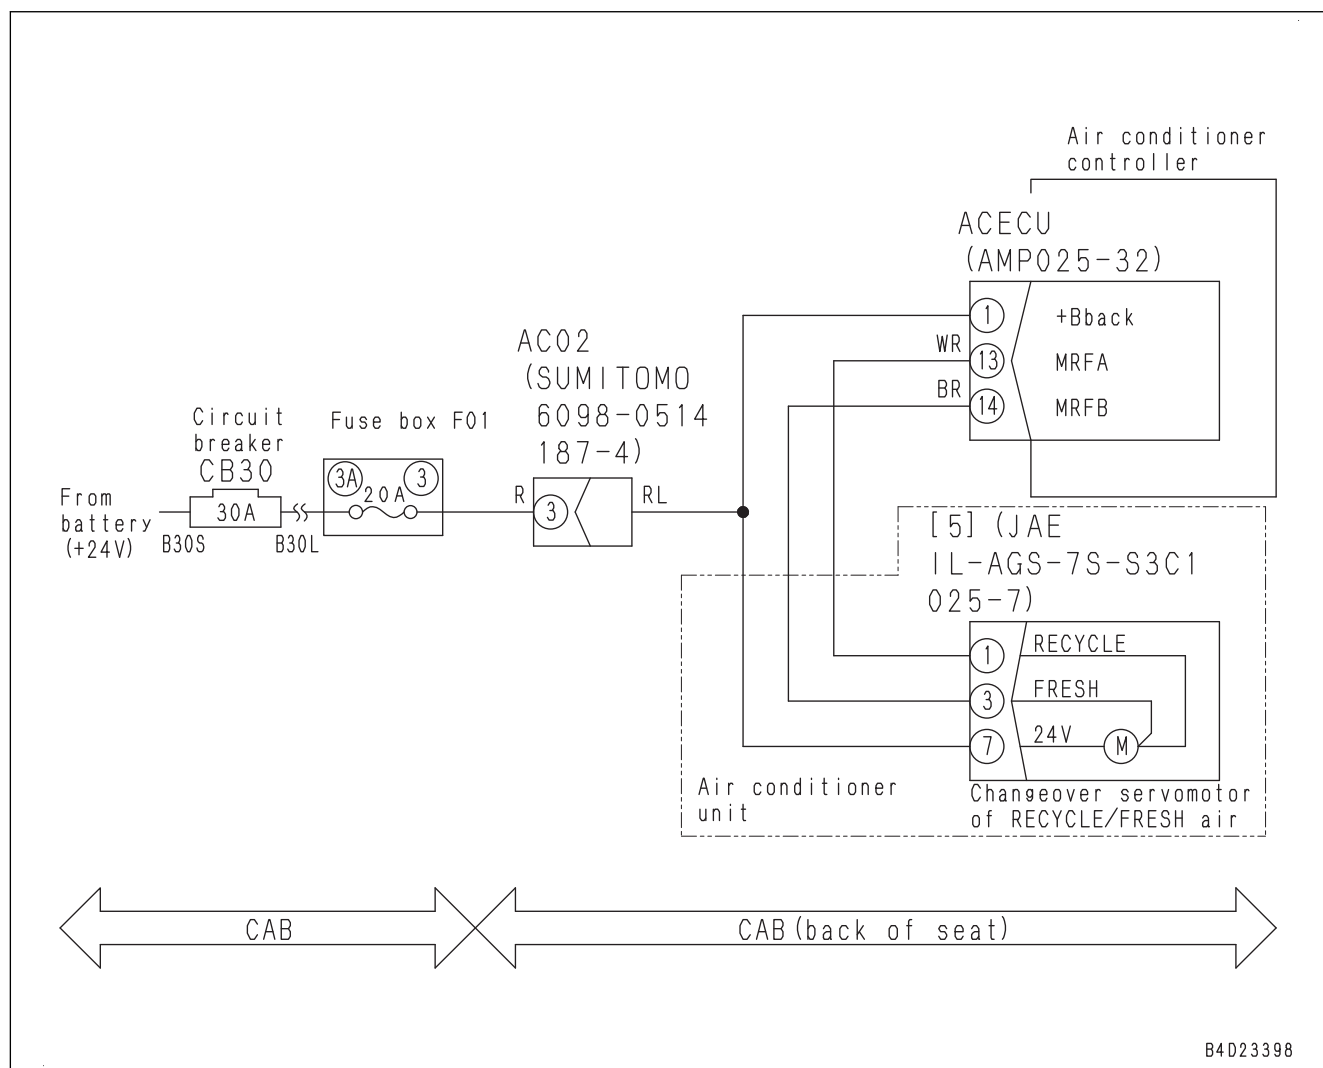 Air conditioner
controller
ACECU
(AMP025-32)
1
+Bback
WR
13
MRFA
BR
14
MRFB
AC02
(SUMITOMO
6098-0514
187-4)
R
3
RL
Circuit
breaker
CB30
30A
Fuse box F01
3A
20A
3
From
battery
(+24V)
B30S
B30L
[5] (JAE
IL-AGS-7S-S3C1
025-7)
1
RECYCLE
3
FRESH
7
24V
M
Air conditioner
unit
Changeover servomotor
of RECYCLE/FRESH air
CAB
CAB(back of seat)
B4D23398